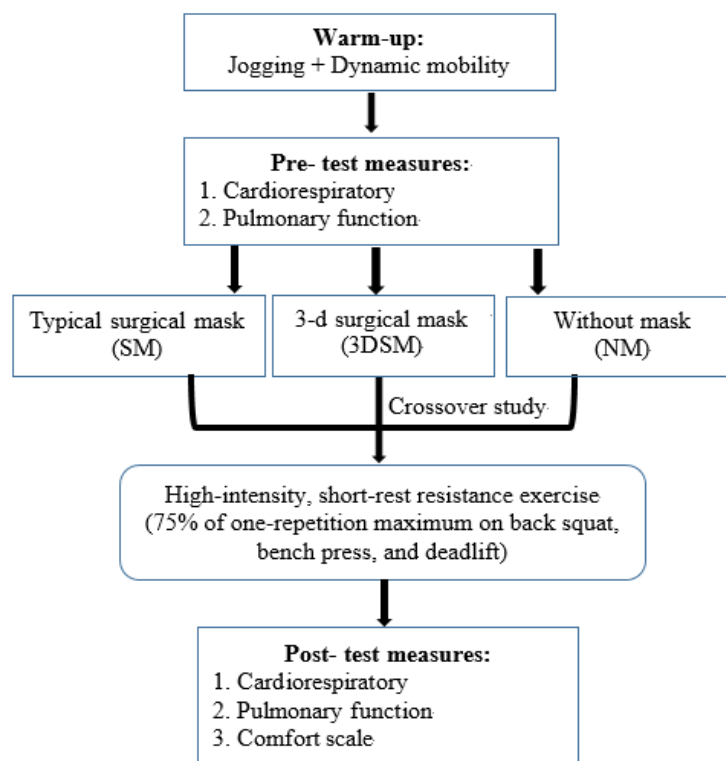 Warm-up:
Jogging + Dynamic mobility
Pre- test measures:
1. Cardiorespiratory
2. Pulmonary function
Typical surgical mask
(SM)
3-d surgical mask
(3DSM)
Without mask
(NM)
Crossover study
High-intensity, short-rest resistance exercise
(75% of one-repetition maximum on back squat,
bench press, and deadlift)
Post- test measures:
1. Cardiorespiratory
2. Pulmonary function
3. Comfort scale